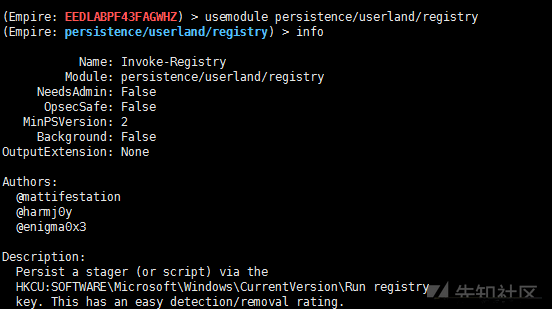 (Empire: EEDLABPF43FAGWHZ) > usemodule persistence/userland/registry
(Empire: persistence/userland/registry) > info
Name: Invoke-Registry
Module: persistence/userland/registry
NeedsAdmin: False
OpsecSafe: False
MinPSVersion: 2
Background: False
OutputExtension: None
Authors:
@mattifestation
@harmj0y
@enigma0x3
Description:
Persist a stager (or script) via the
HKCU:SOFTWARE\Microsoft\Windows\CurrentVersion\Run registry
key. This has an easy detection/removal rating.
先知社区